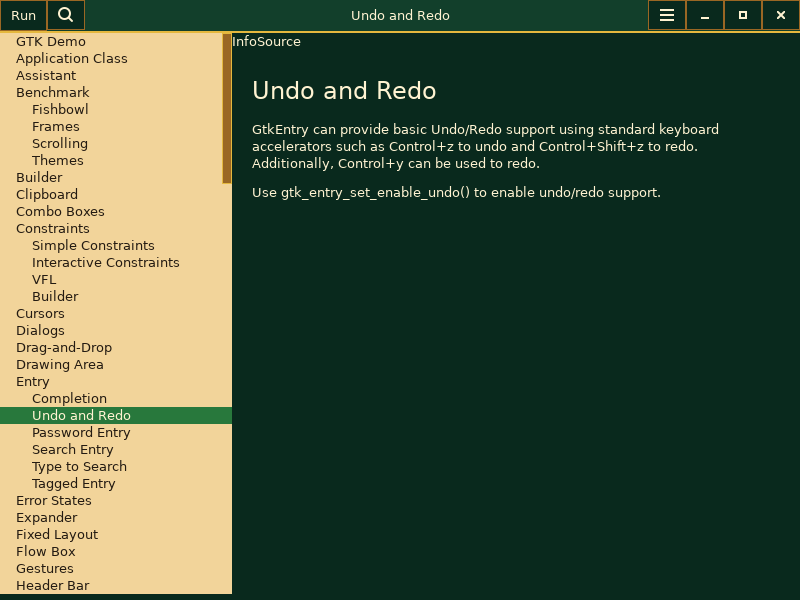 Run
Undo and Redo
GTK Demo
Application Class
Assistant
Benchmark
Fishbowl
Frames
Scrolling
Themes
Builder
Clipboard
Combo Boxes
Constraints
Simple Constraints
Interactive Constraints
VFL
Builder
Cursors
Dialogs
Drag-and-Drop
Drawing Area
Entry
Completion
Undo and Redo
Password Entry
Search Entry
Type to Search
Tagged Entry
Error States
Expander
Fixed Layout
Flow Box
Gestures
Header Bar
InfoSource
Undo and Redo
GtkEntry can provide basic Undo/Redo support using standard keyboard
accelerators such as Control+z to undo and Control+Shift+z to redo.
Additionally, Control+y can be used to redo.
Use gtk_entry_set_enable_undo() to enable undo/redo support.